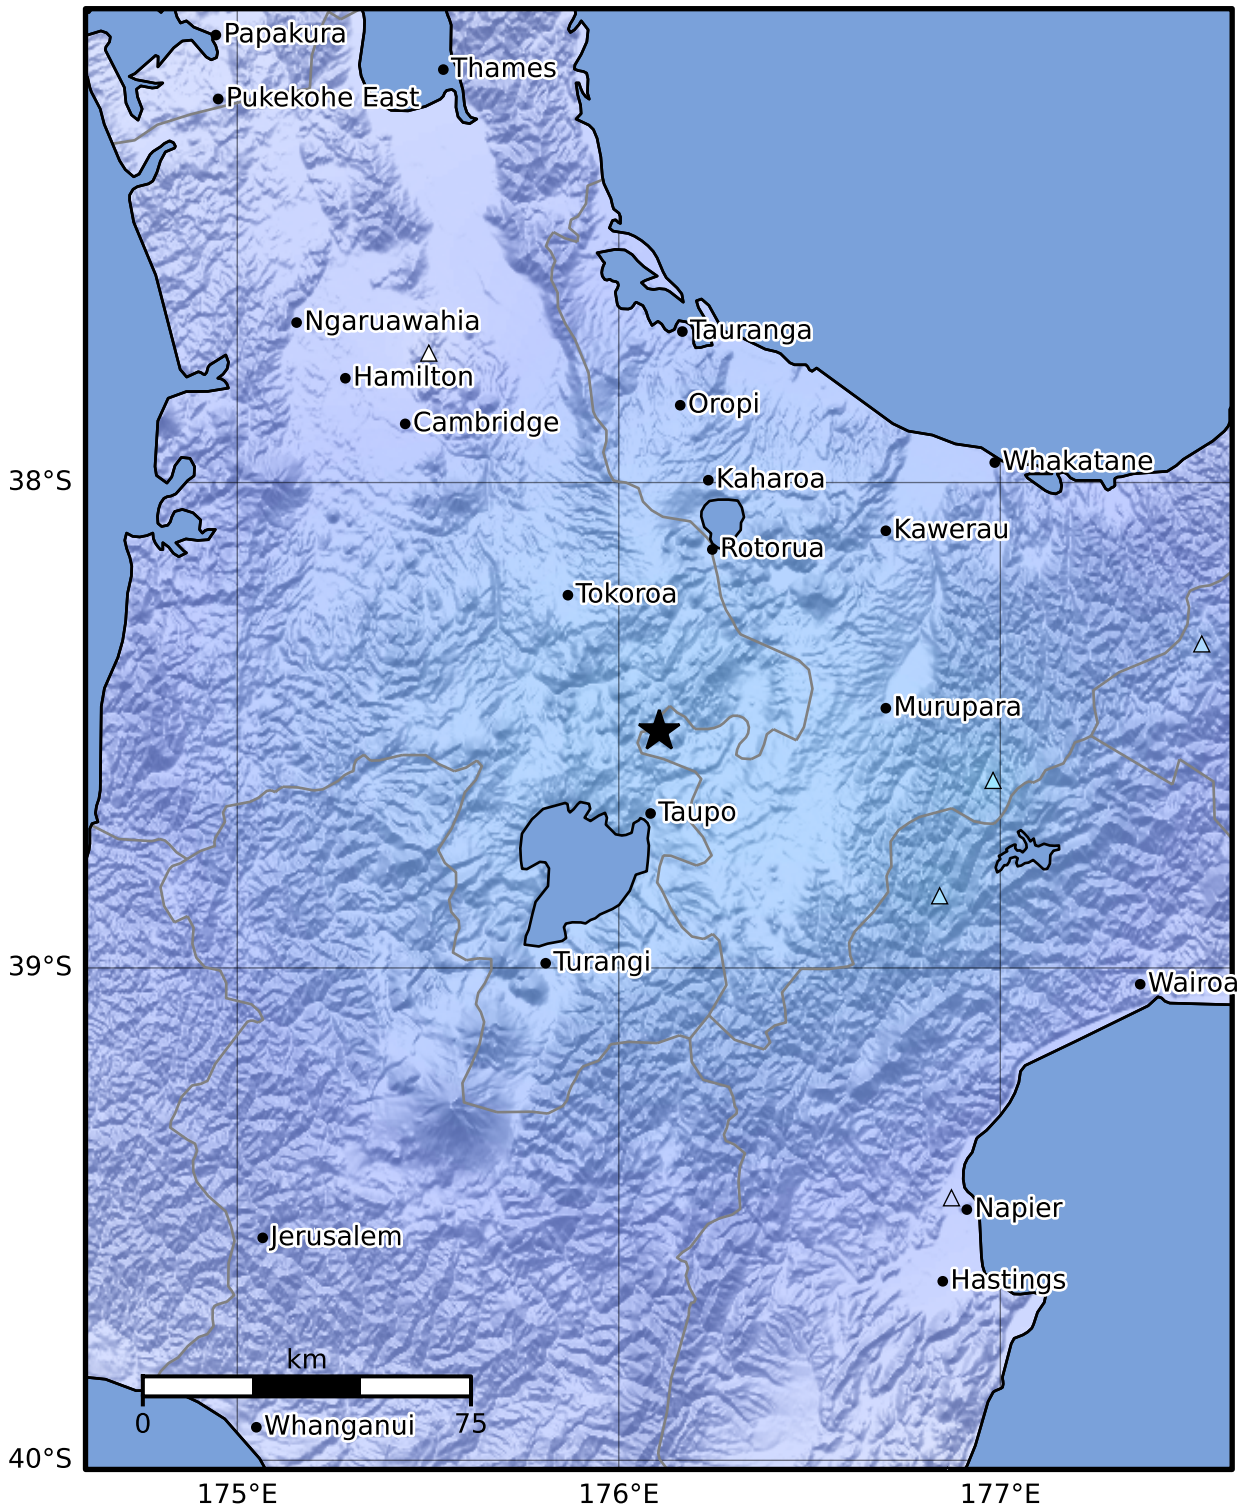 Papakura
Thames
Pukekohe East
Ngaruawahia
Tauranga
Hamilton
Oropi
Cambridge
Whakatane
38°S
Kaharoa
Kawerau
Rotorua
Tokoroa
Murupara
Taupo
Turangi
39°S
Wairoa
Napier
Jerusalem
Hastings
km
0
75
Whanganui
40°S
175°E
176°E
177°E